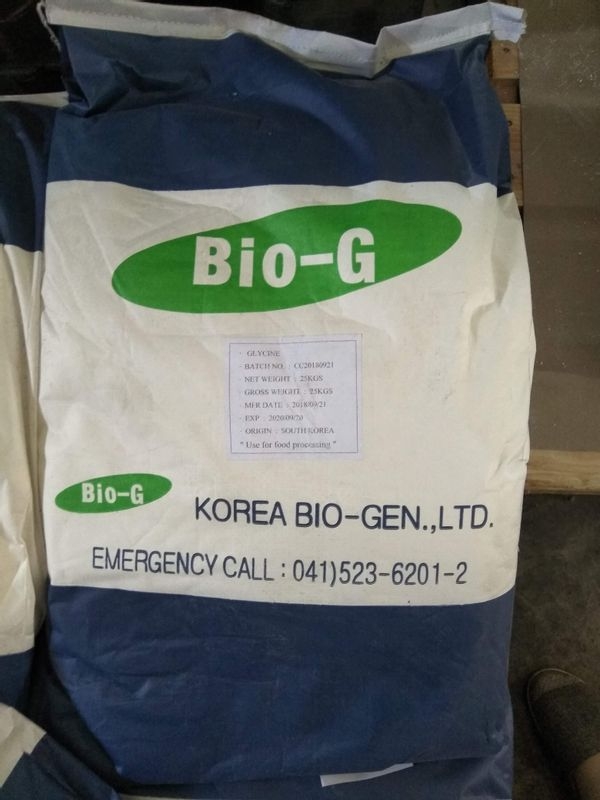 Bio-G
· GLYCINE
· BATCH NO. : CC20180921
· NET WEIGHT : 25KGS
· GROSS WEIGHT : 25KGS
· MFR DATE : 2018/09/21
· EXP : 2020/09/20
· ORIGIN : SOUTH KOREA
" Use for food processing "
Bio-G
KOREA BIO-GEN.,LTD.
EMERGENCY CALL : 041)523-6201-2